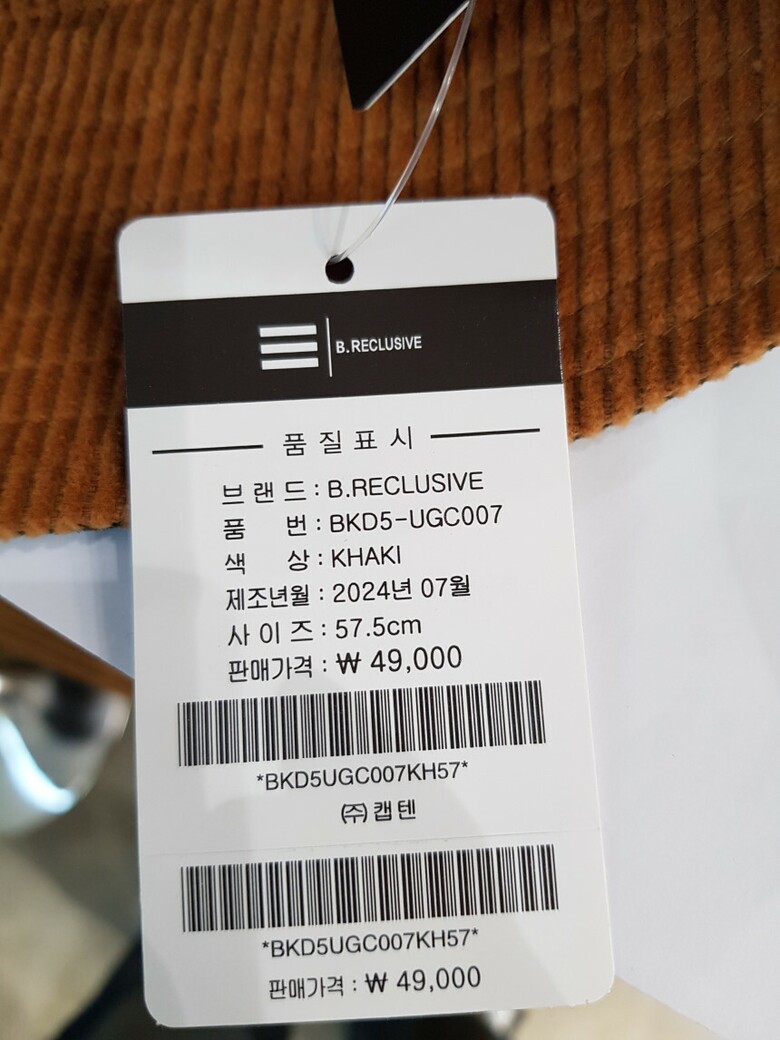 B.RECLUSIVE
품질표시
브랜드 : B.RECLUSIVE
품 번 : BKD5-UGC007
색 상 : KHAKI
제조년월 : 2024년 07월
사이즈 : 57.5cm
판매가격 : ₩ 49,000
*BKD5UGC007KH57*
㈜캡텐
*BKD5UGC007KH57*
판매가격 : ₩ 49,000